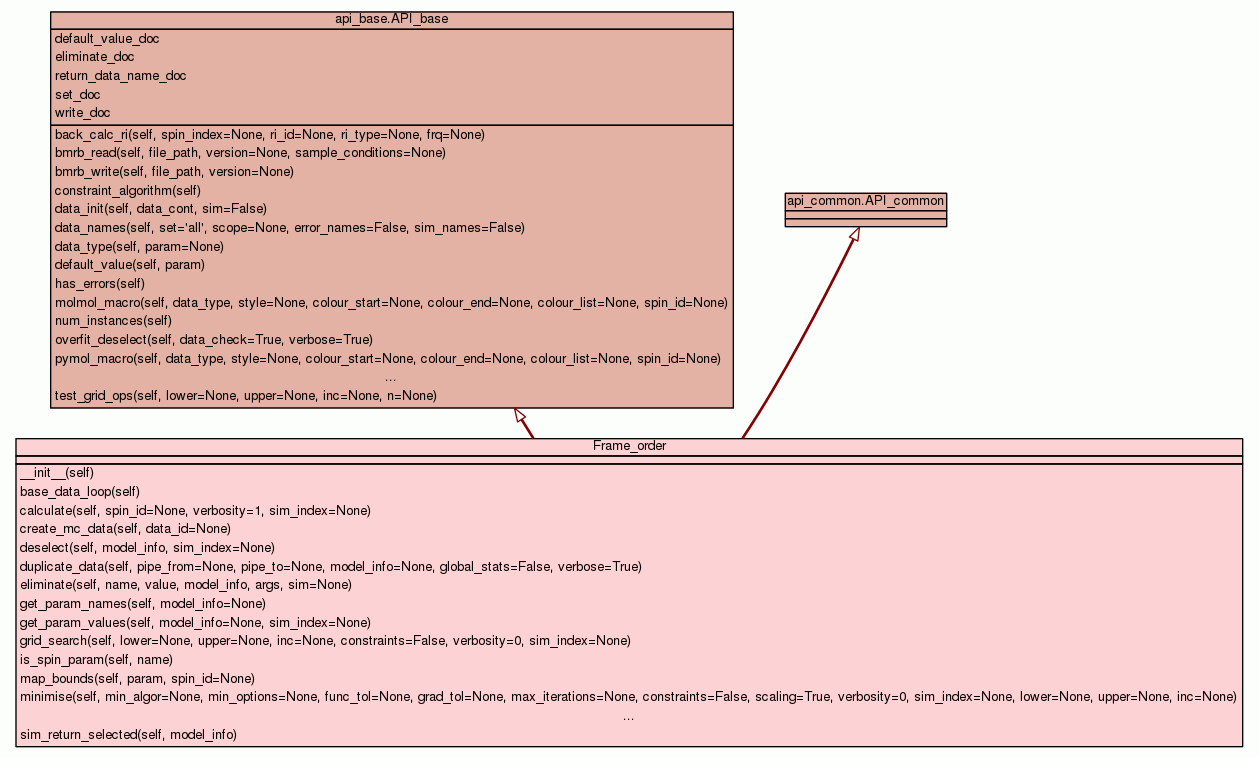 api_base.API_base
default_value_doc
eliminate_doc
return_data_name_doc
set_doc
write_doc
back_calc_ri(self, spin_index=None, ri_id=None, ri_type=None, frq=None)
bmrb_read(self, file_path, version=None, sample_conditions=None)
bmrb_write(self, file_path, version=None)
constraint_algorithm(self)
data_init(self, data_cont, sim=False)
data_names(self, set='all', scope=None, error_names=False, sim_names=False)
data_type(self, param=None)
default_value(self, param)
has_errors(self)
molmol_macro(self, data_type, style=None, colour_start=None, colour_end=None, colour_list=None, spin_id=None)
num_instances(self)
overfit_deselect(self, data_check=True, verbose=True)
pymol_macro(self, data_type, style=None, colour_start=None, colour_end=None, colour_list=None, spin_id=None)
...
test_grid_ops(self, lower=None, upper=None, inc=None, n=None)
api_common.API_common
Frame_order
__init__(self)
base_data_loop(self)
calculate(self, spin_id=None, verbosity=1, sim_index=None)
create_mc_data(self, data_id=None)
deselect(self, model_info, sim_index=None)
duplicate_data(self, pipe_from=None, pipe_to=None, model_info=None, global_stats=False, verbose=True)
eliminate(self, name, value, model_info, args, sim=None)
get_param_names(self, model_info=None)
get_param_values(self, model_info=None, sim_index=None)
grid_search(self, lower=None, upper=None, inc=None, constraints=False, verbosity=0, sim_index=None)
is_spin_param(self, name)
map_bounds(self, param, spin_id=None)
minimise(self, min_algor=None, min_options=None, func_tol=None, grad_tol=None, max_iterations=None, constraints=False, scaling=True, verbosity=0, sim_index=None, lower=None, upper=None, inc=None)
...
sim_return_selected(self, model_info)